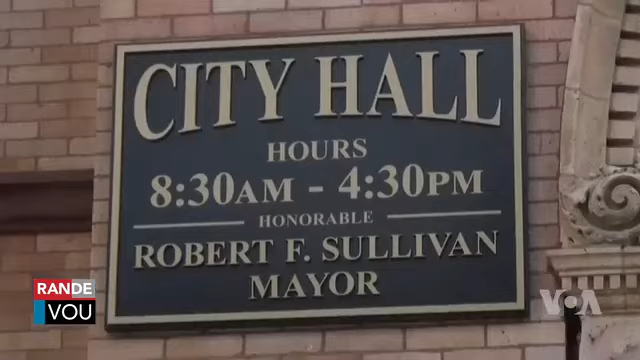 CITY HALL
HOURS
8:30AM - 4:30PM
HONORABLE
ROBERT F. SULLIVAN
MAYOR
RANDE
VOU
VOA